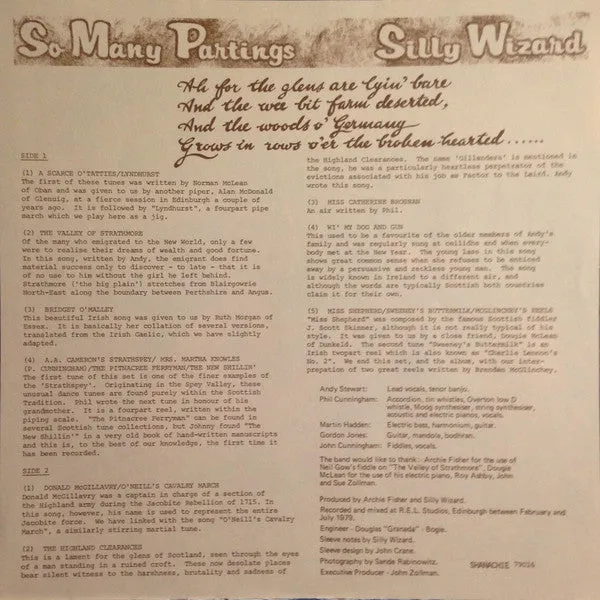 So Many Partings Silly Wizard
Ah for the glens are lyin' bare
And the wee bit farm deserted,
And the woods o' Germany
Grows in rows o'er the broken hearted......
SIDE 1
(1) A SCARCE O'TATTIES/LYNDHURST
The first of these tunes was written by Norman McLean
of Oban and was given to us by another piper, Alan McDonald
of Glenuig, at a fierce session in Edinburgh a couple of
years ago. It is followed by "Lyndhurst", a fourpart pipe
march which we play here as a jig.
(2) THE VALLEY OF STRATHMORE
Of the many who emigrated to the New World, only a few
were to realise their dreams of wealth and good fortune.
In this song, written by Andy, the emigrant does find
material success only to discover - too late - that it is
of no use to him without the girl he left behind.
Strathmore ('the big plain') stretches from Blairgowrie
North-East along the boundary between Perthshire and Angus.
(3) BRIDGET O'MALLEY
This beautiful Irish song was given to us by Ruth Morgan of
Essex. It is basically her collation of several versions,
translated from the Irish Gaelic, which we have slightly
adapted.
(4) A.A. CAMERON'S STRATHSPEY/ MRS. MARTHA KNOWLES
(P. CUNNINGHAM)/THE PITNACREE FERRYMAN/THE NEW SHILLIN'
The first tune of this set is one of the finer examples of
the 'Strathspey'. Originating in the Spey Valley, these
unusual dance tunes are found purely within the Scottish
Tradition. Phil wrote the next tune in honour of his
grandmother. It is a fourpart reel, written within the
piping scale. "The Pitnacree Ferryman" can be found in
several Scottish tune collections, but Johnny found "The
New Shillin'" in a very old book of hand-written manuscripts
and this is, to the best of our knowledge, the first time it
has been recorded.
SIDE 2
(1) DONALD MCGILLAVRY/O'NEILL'S CAVALRY MARCH
Donald McGillavry was a captain in charge of a section of
the Highland army during the Jacobite Rebellion of 1715. In
this song, however, his name is used to represent the entire
Jacobite force. We have linked with the song "O'Neill's Cavalry
March", a similarly stirring martial tune.
(2) THE HIGHLAND CLEARANCES
This is a lament for the glens of Scotland, seen through the eyes
of a man standing in a ruined croft. These now desolate places
bear silent witness to the harshness, brutality and sadness of
the Highland Clearances. The name 'Gillanders' is mentioned in
the song, he was a particularly heartless perpetrator of the
evictions associated with his job as Factor to the Laird. Andy
wrote this song.
(3) MISS CATHERINE BROSNAN
An air written by Phil.
(4) WI' MY DOG AND GUN
This used to be a favourite of the older members of Andy's
family and was regularly sung at ceilidhs and when every-
body met at the New Year. The young lass in this song
shows great common sense when she refuses to be enticed
away by a persuasive and reckless young man. The song
is widely known in Ireland to a different air, and
although the words are typically Scottish both countries
claim it for their own.
(5) MISS SHEPHERD/SWEENEY'S BUTTERMILK/MCGLINCHEY'S REELS
"Miss Shepherd" was composed by the famous Scottish fiddler
J. Scott Skinner, although it is not really typical of his
style. It was given to us by a close friend, Dougie McLean
of Dunkeld. The second tune "Sweeney's Buttermilk" is an
Irish twopart reel which is also known as "Charlie Lennon's
No. 2". We end this set, and the album, with our inter-
pretation of two great reels written by Brendan McGlinchey.
Andy Stewart: Lead vocals, tenor banjo.
Phil Cunningham: Accordion, tin whistles, Overton low D
whistle, Moog synthesiser, string synthesiser,
acoustic and electric pianos, vocals.
Martin Hadden: Electric bass, harmonium, guitar.
Gordon Jones: Guitar, mandola, bodhran.
John Cunningham: Fiddles, vocals.
The band would like to thank:- Archie Fisher for the use of
Neil Gow's fiddle on "The Valley of Strathmore", Dougie
McLean for the use of his electric piano, Roy Ashby, John
and Sue Zollman.
Produced by Archie Fisher and Silly Wizard.
Recorded and mixed at R.E.L. Studios, Edinburgh between February and
July 1979.
Engineer - Douglas "Granada" - Bogie.
Sleeve notes by Silly Wizard.
Sleeve design by John Crane.
Photography by Sande Rabinowitz.
Executive Producer - John Zollman.
SHANACHIE 79016